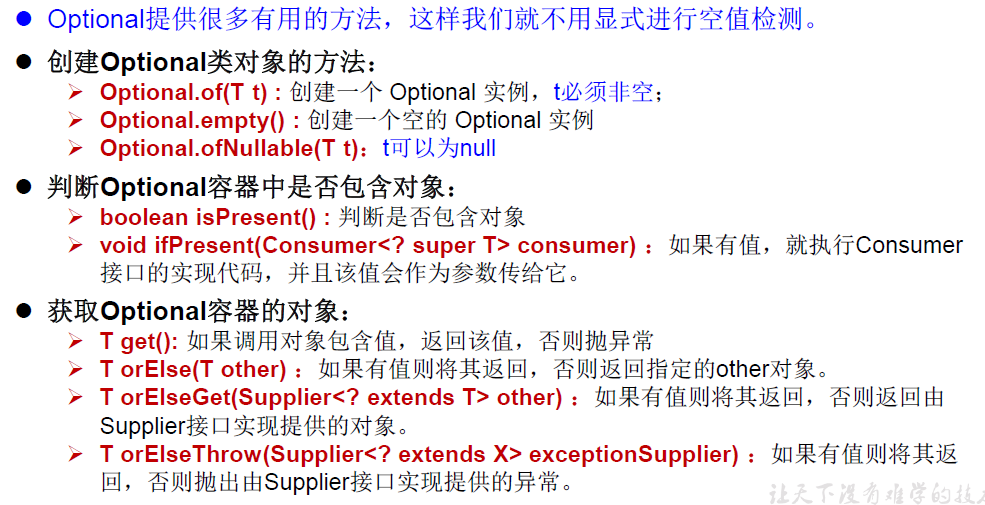 Optional提供很多有用的方法，这样我们就不用显式进行空值检测。
创建Optional类对象的方法：
Optional.of(T t) : 创建一个 Optional 实例，t必须非空；
Optional.empty() : 创建一个空的 Optional 实例
Optional.ofNullable(T t)：t可以为null
判断Optional容器中是否包含对象：
boolean isPresent() : 判断是否包含对象
void ifPresent(Consumer<? super T> consumer) ：如果有值，就执行Consumer
接口的实现代码，并且该值会作为参数传给它。
获取Optional容器的对象：
T get(): 如果调用对象包含值，返回该值，否则抛异常
T orElse(T other) ：如果有值则将其返回，否则返回指定的other对象。
T orElseGet(Supplier<? extends T> other) ：如果有值则将其返回，否则返回由
Supplier接口实现提供的对象。
T orElseThrow(Supplier<? extends X> exceptionSupplier) ：如果有值则将其返
回，否则抛出由Supplier接口实现提供的异常。
让天下没有难学的技